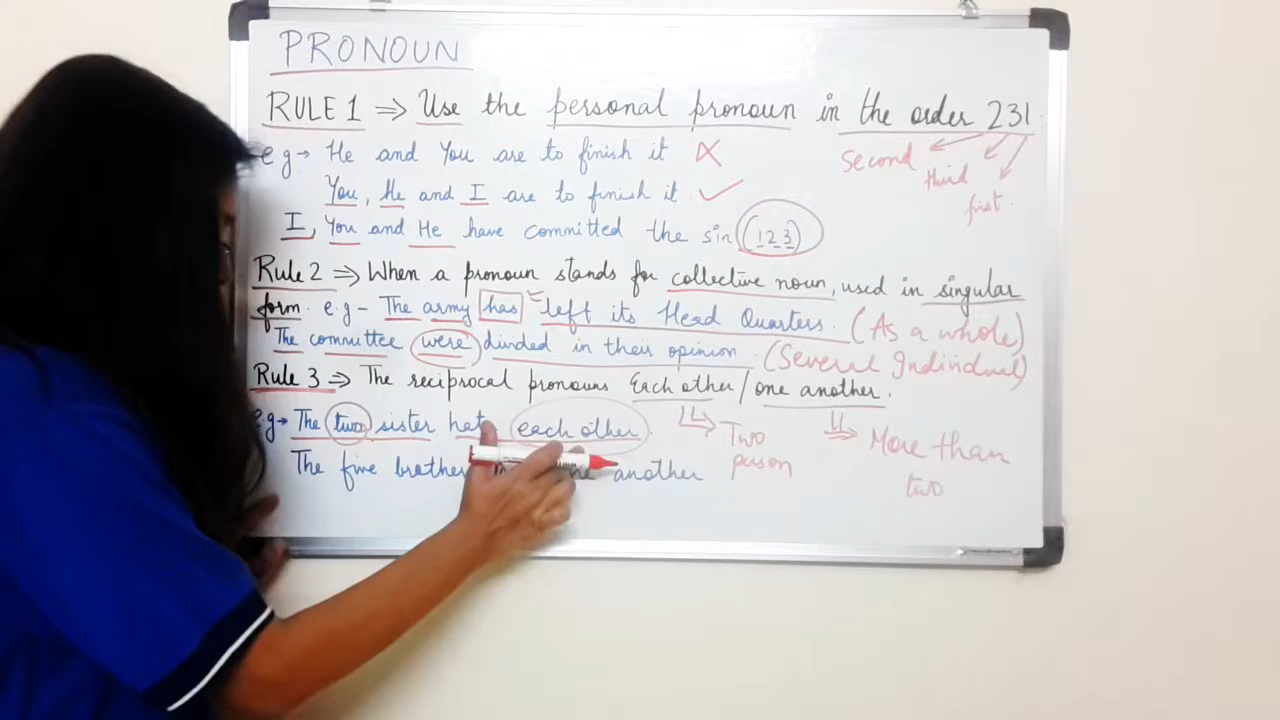 PRONOUN
RULE 1 ⇒ Use the personal pronoun in the order 231
eg → He and You are to finish it ✗
Second
third
first
You, He and I are to finish it. ✓
I, You and He have committed the sin (123)
Rule 2 ⇒ When a pronoun stands for collective noun, used in singular
form. e.g - The army has left its Head Quarters. (As a whole)
The committee were divided in their opinion. (Several Individual)
Rule 3 ⇒ The reciprocal pronouns Each other / one another.
e.g → The two sister each other
Two
person
More than
two
The five brother another